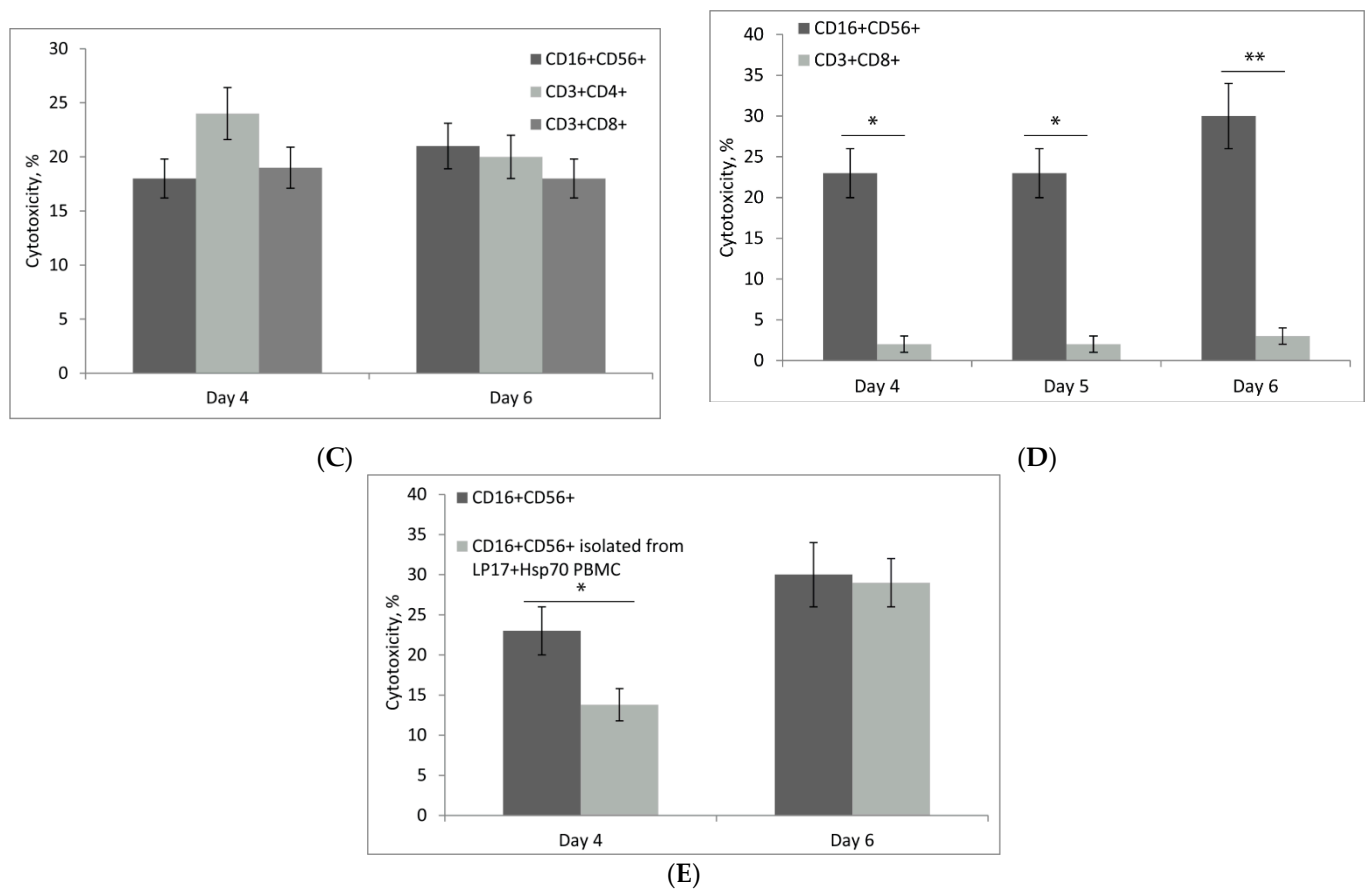 30
25
20
15
10
5
0
Cytotoxicity, %
CD16+CD56+
CD3+CD4+
CD3+CD8+
Day 4
Day 6
(C)
40
35
30
25
20
15
10
5
0
Cytotoxicity, %
CD16+CD56+
CD3+CD8+
*
*
**
Day 4
Day 5
Day 6
(D)
40
35
30
25
20
15
10
5
0
Cytotoxicity, %
CD16+CD56+
CD16+CD56+ isolated from
LP17+Hsp70 PBMC
*
Day 4
Day 6
(E)